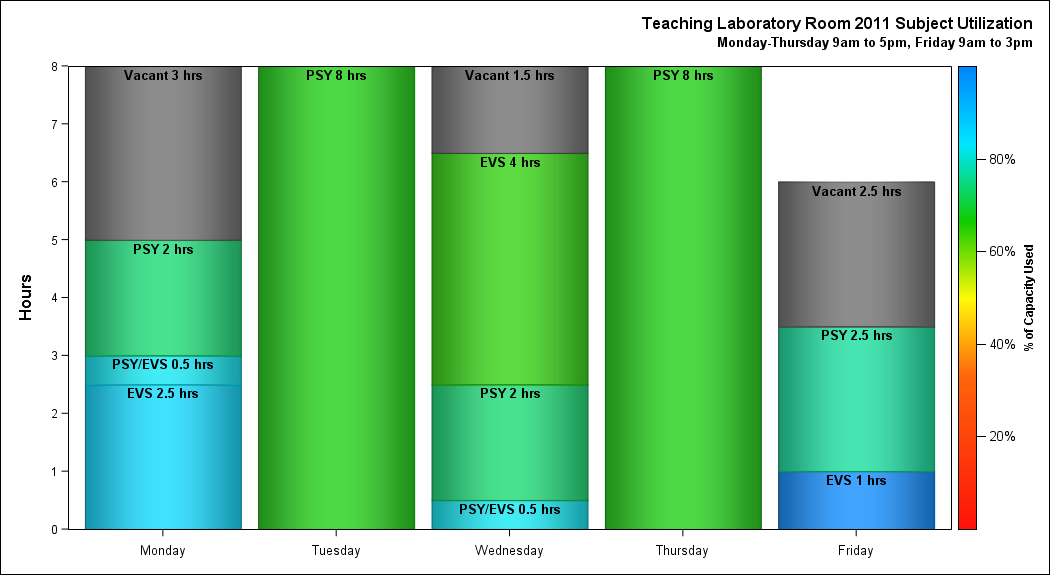 Teaching Laboratory Room 2011 Subject Utilization
Monday-Thursday 9am to 5pm, Friday 9am to 3pm
Hours
8
7
6
5
4
3
2
1
0
Vacant 3 hrs
PSY 2 hrs
PSY/EVS 0.5 hrs
EVS 2.5 hrs
PSY 8 hrs
Vacant 1.5 hrs
EVS 4 hrs
PSY 2 hrs
PSY/EVS 0.5 hrs
PSY 8 hrs
Vacant 2.5 hrs
PSY 2.5 hrs
EVS 1 hrs
Monday
Tuesday
Wednesday
Thursday
Friday
80%
60%
40%
20%
% of Capacity Used